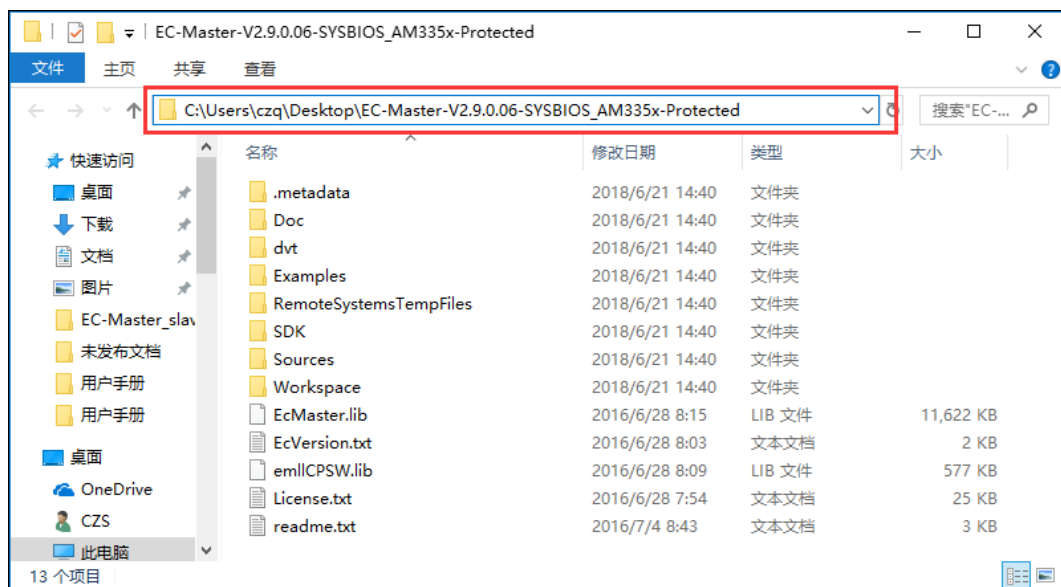 EC-Master-V2.9.0.06-SYSBIOS_AM335x-Protected
文件 主页 共享 查看
C:\Users\czq\Desktop\EC-Master-V2.9.0.06-SYSBIOS_AM335x-Protected 搜索"EC-...
快速访问
桌面
下载
文档
图片
EC-Master_slav
未发布文档
用户手册
用户手册
桌面
OneDrive
CZS
此电脑
名称 修改日期 类型 大小
.metadata 2018/6/21 14:40 文件夹
Doc 2018/6/21 14:40 文件夹
dvt 2018/6/21 14:40 文件夹
Examples 2018/6/21 14:40 文件夹
RemoteSystemsTempFiles 2018/6/21 14:40 文件夹
SDK 2018/6/21 14:40 文件夹
Sources 2018/6/21 14:40 文件夹
Workspace 2018/6/21 14:40 文件夹
EcMaster.lib 2016/6/28 8:15 LIB 文件 11,622 KB
EcVersion.txt 2016/6/28 8:03 文本文档 2 KB
emllCPSW.lib 2016/6/28 8:09 LIB 文件 577 KB
License.txt 2016/6/28 7:54 文本文档 25 KB
readme.txt 2016/7/4 8:43 文本文档 3 KB
13 个项目